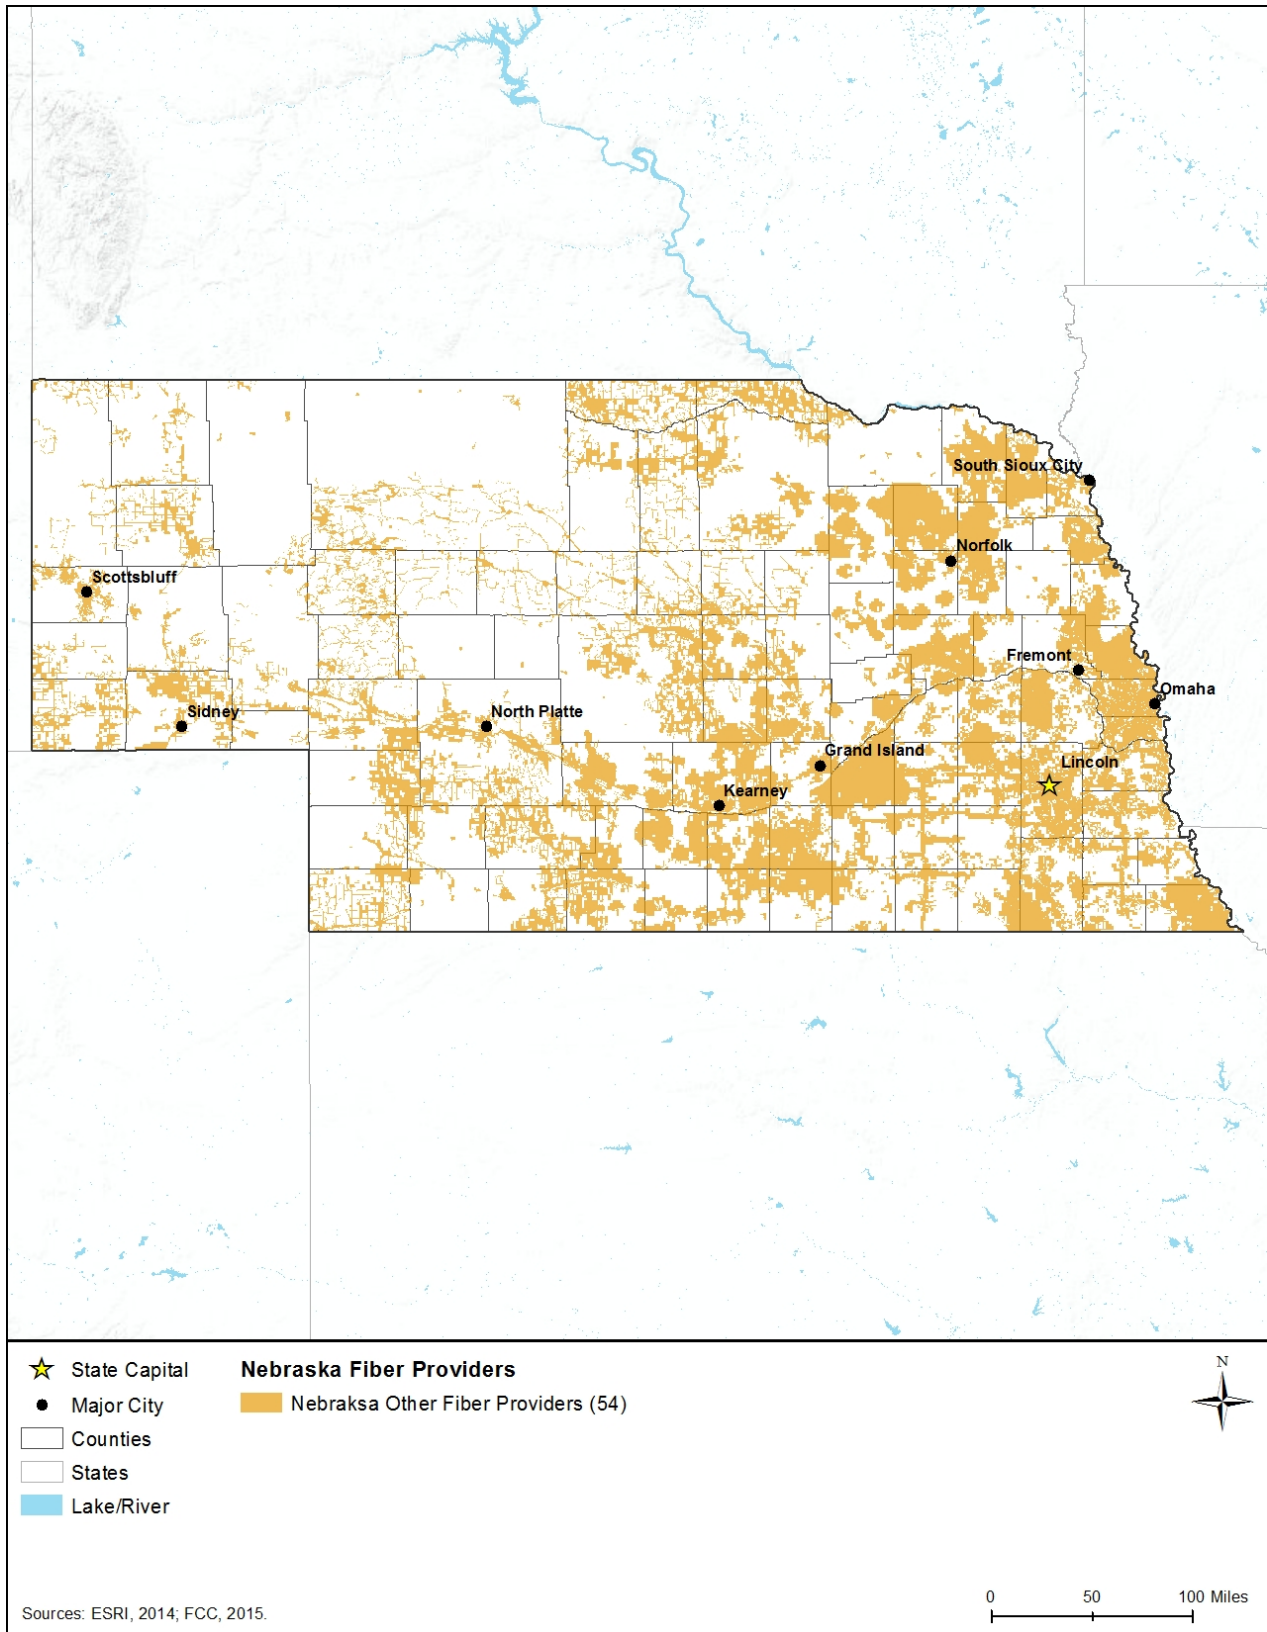 South Sioux City
Norfolk
Scottsbluff
Fremont
Omaha
Sidney
North Platte
Grand Island
Lincoln
Kearney
State Capital
Major City
Counties
States
Lake/River
Nebraska Fiber Providers
Nebraksa Other Fiber Providers (54)
N
0 50 100 Miles
Sources: ESRI, 2014; FCC, 2015.